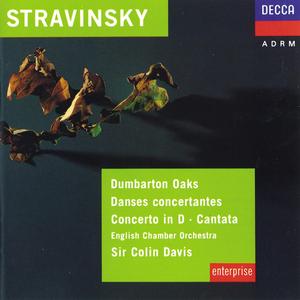 STRAVINSKY
DECCA
ADRM
Dumbarton Oaks
Danses concertantes
Concerto in D · Cantata
English Chamber Orchestra
Sir Colin Davis
enterprise